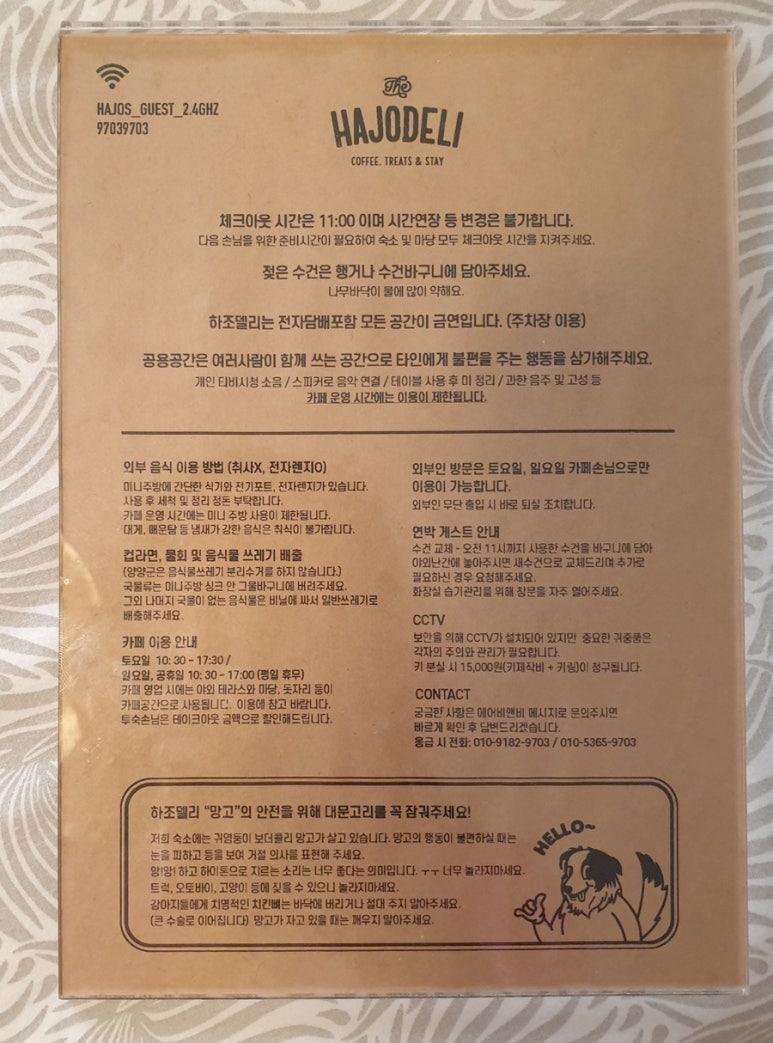 HAJOS_GUEST_2.4GHZ
97039703
The
HAJODELI
COFFEE, TREATS & STAY
체크아웃 시간은 11:00 이며 시간연장 등 변경은 불가합니다.
다음 손님을 위한 준비시간이 필요하여 숙소 및 마당 모두 체크아웃 시간을 지켜주세요.
젖은 수건은 행거나 수건바구니에 담아주세요.
나무바닥이 물에 많이 약해요.
하조델리는 전자담배포함 모든 공간이 금연입니다. (주차장 이용)
공용공간은 여러사람이 함께 쓰는 공간으로 타인에게 불편을 주는 행동을 삼가해주세요.
개인 티비시청 소음 / 스피커로 음악 연결 / 테이블 사용 후 미 정리 / 과한 음주 및 고성 등
카페 운영 시간에는 이용이 제한됩니다.
외부 음식 이용 방법 (취사X, 전자렌지O)
미니주방에 간단한 식기와 전기포트, 전자렌지가 있습니다.
사용 후 세척 및 정리 정돈 부탁합니다.
카페 운영 시간에는 미니 주방 사용이 제한됩니다.
대게, 매운탕 등 냄새가 강한 음식은 취식이 불가합니다.
컵라면, 물회 및 음식물 쓰레기 배출
(양양군은 음식물쓰레기 분리수거를 하지 않습니다.)
국물류는 미니주방 싱크 안 그물바구니에 버려주세요.
그외 나머지 국물이 없는 음식물은 비닐에 싸서 일반쓰레기로
배출해주세요.
카페 이용 안내
토요일 10: 30 - 17:30 /
일요일, 공휴일 10: 30 - 17:00 (평일 휴무)
카페 영업 시에는 야외 테라스와 마당, 돗자리 등이
카페공간으로 사용됩니다. 이용에 참고 바랍니다.
투숙손님은 테이크아웃 금액으로 할인해드립니다.
외부인 방문은 토요일, 일요일 카페손님으로만
이용이 가능합니다.
외부인 무단 출입 시 바로 퇴실 조치합니다.
연박 게스트 안내
수건 교체 - 오전 11시까지 사용한 수건을 바구니에 담아
야외난간에 놓아주시면 새수건으로 교체드리며 추가로
필요하신 경우 요청해주세요.
화장실 습기관리를 위해 창문을 자주 열어주세요.
CCTV
보안을 위해 CCTV가 설치되어 있지만 중요한 귀중품은
각자의 주의와 관리가 필요합니다.
키 분실 시 15,000원(키제작비 + 키링)이 청구됩니다.
CONTACT
궁금한 사항은 에어비앤비 메시지로 문의주시면
바르게 확인 후 답변드리겠습니다.
응급 시 전화: 010-9182-9703 / 010-5365-9703
하조델리 “망고”의 안전을 위해 대문고리를 꼭 잠궈주세요!
저희 숙소에는 귀염둥이 보더콜리 망고가 살고 있습니다. 망고의 행동이 불편하실 때는
눈을 피하고 등을 보여 거절 의사를 표현해 주세요.
앙!앙! 하고 하이톤으로 지르는 소리는 너무 좋다는 의미입니다. ㅜㅜ 너무 놀라지마세요.
트럭, 오토바이, 고양이 등에 짖을 수 있으니 놀라지마세요.
강아지들에게 치명적인 치킨뼈는 바닥에 버리거나 절대 주지 말아주세요.
(큰 수술로 이어집니다) 망고가 자고 있을 때는 깨우지 말아주세요.
HELLO~